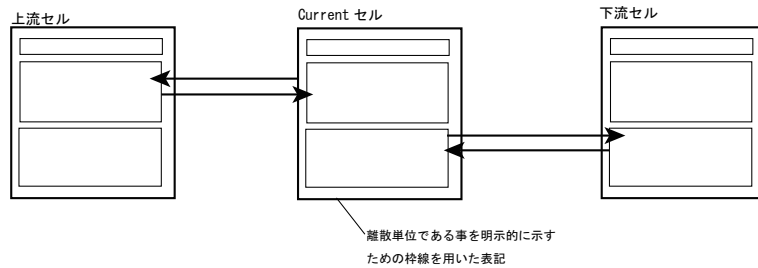 上流セル
Current セル
下流セル
離散単位である事を明示的に示す
ための枠線を用いた表記